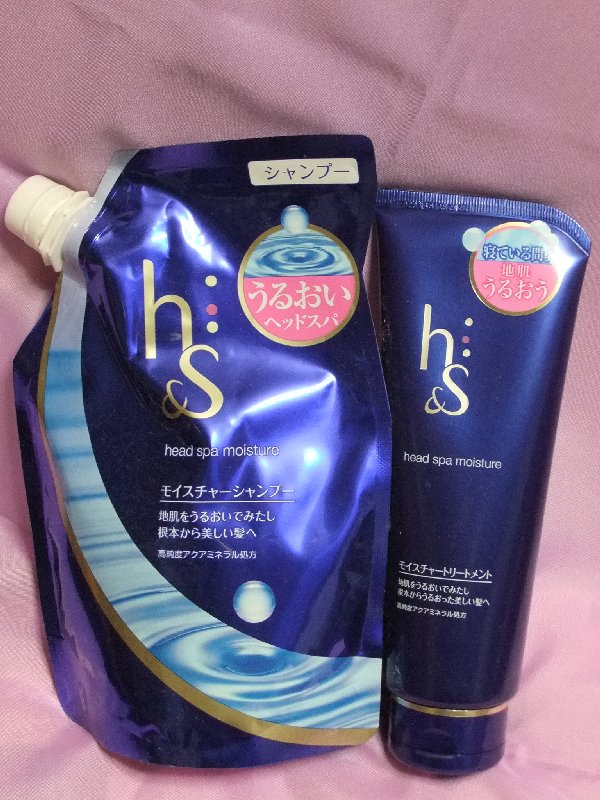 シャンプー
うるおい
ヘッドスパ
h&s
head spa moisture
モイスチャーシャンプー
地肌をうるおいでみたし
根本から美しい髪へ
高純度アクアミネラル処方
寝ている間
地肌
うるおう
h&s
head spa moisture
モイスチャートリートメント
地肌をうるおいでみたし
根本からうるおった美しい髪へ
高純度アクアミネラル処方